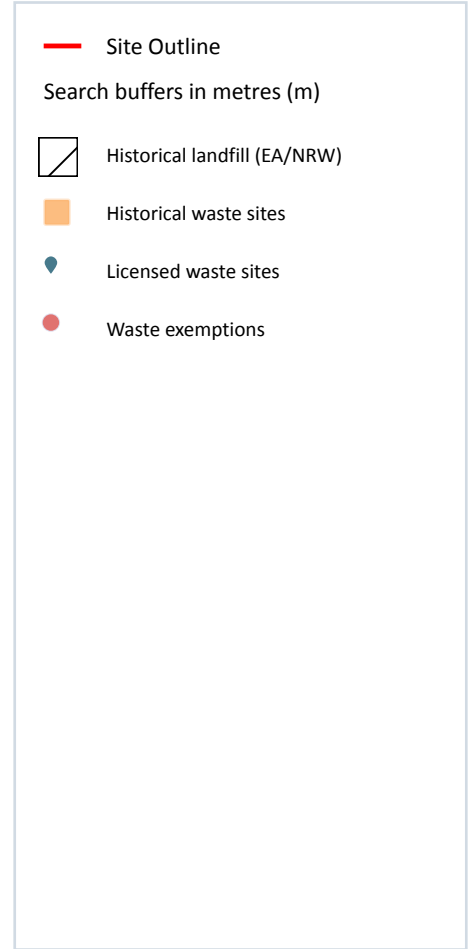 Site Outline
Search buffers in metres (m)
Historical landfill (EA/NRW)
Historical waste sites
Licensed waste sites
Waste exemptions